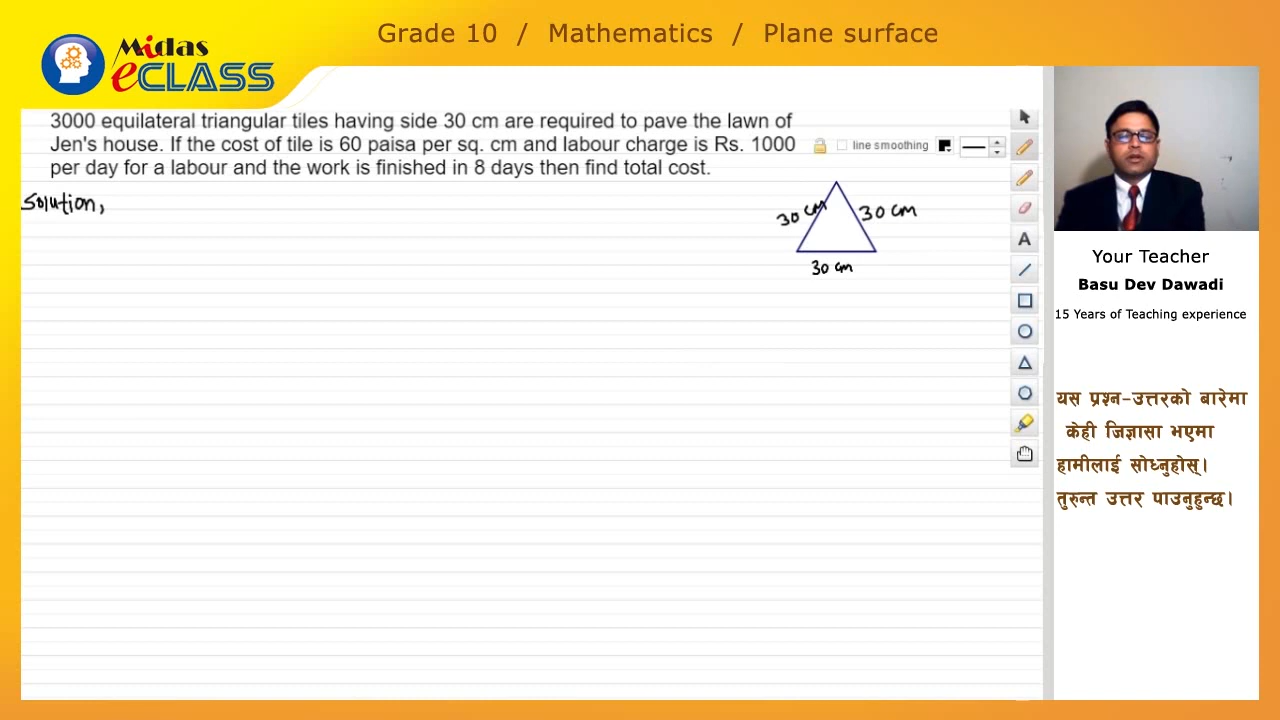 Grade 10 / Mathematics / Plane surface
Midas
eCLASS
3000 equilateral triangular tiles having side 30 cm are required to pave the lawn of
Jen's house. If the cost of tile is 60 paisa per sq. cm and labour charge is Rs. 1000
per day for a labour and the work is finished in 8 days then find total cost.
line smoothing
Solution,
30 cm
30 cm
30 cm
A
Your Teacher
Basu Dev Dawadi
15 Years of Teaching experience
यस प्रश्न-उत्तरको बारेमा
केही जिज्ञासा भएमा
हामीलाई सोध्नुहोस्।
तुरुन्त उत्तर पाउनुहुन्छ।